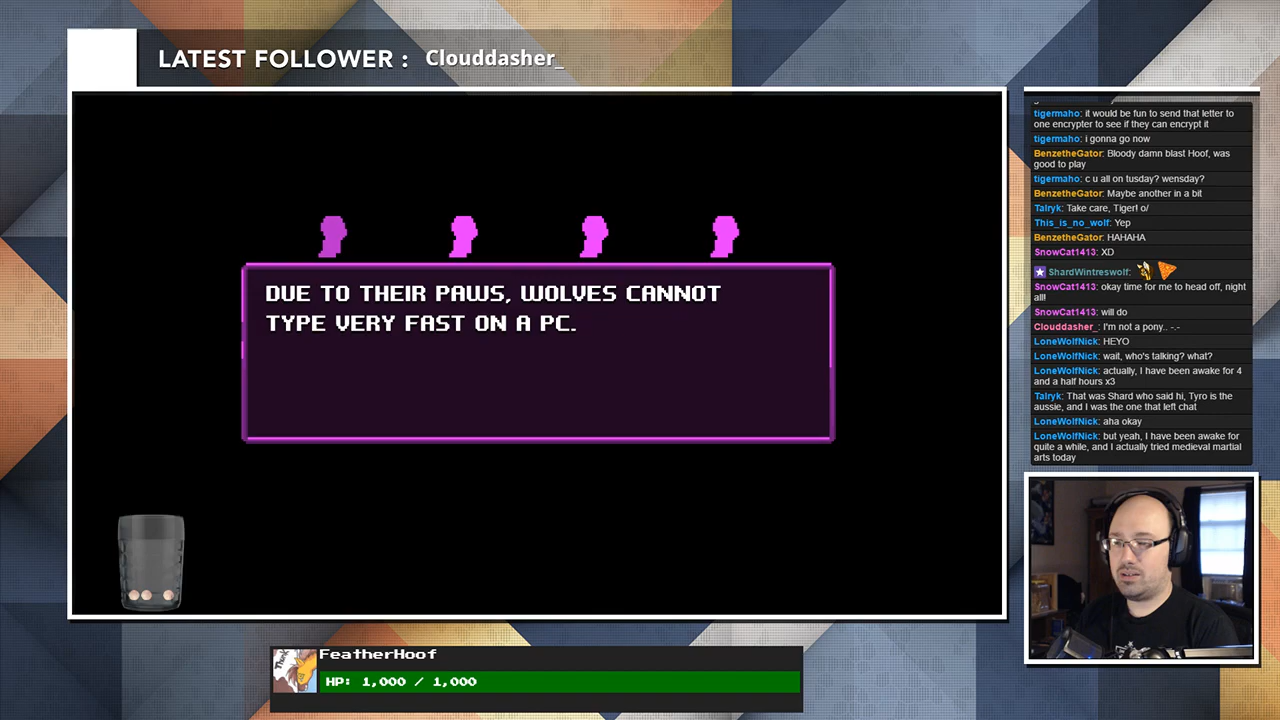 LATEST FOLLOWER : Clouddasher_
DUE TO THEIR PAWS, WOLVES CANNOT
TYPE VERY FAST ON A PC.
tigermaho: it would be fun to send that letter to
one encrypter to see if they can encrypt it
tigermaho: i gonna go now
BenzetheGator: Bloody damn blast Hoof, was
good to play
tigermaho: c u all on tusday? wensday?
BenzetheGator: Maybe another in a bit
Talryk: Take care, Tiger! o/
This_is_no_wolf: Yep
BenzetheGator: HAHAHA
SnowCat1413: XD
ShardWintreswolf:
SnowCat1413: okay time for me to head off, night
all!
SnowCat1413: will do
Clouddasher_: I'm not a pony.. -.-
LoneWolfNick: HEYO
LoneWolfNick: wait, who's talking? what?
LoneWolfNick: actually, I have been awake for 4
and a half hours x3
Talryk: That was Shard who said hi, Tyro is the
aussie, and I was the one that left chat
LoneWolfNick: aha okay
LoneWolfNick: but yeah, I have been awake for
quite a while, and I actually tried medieval martial
arts today
FeatherHoof
HP: 1,000 / 1,000